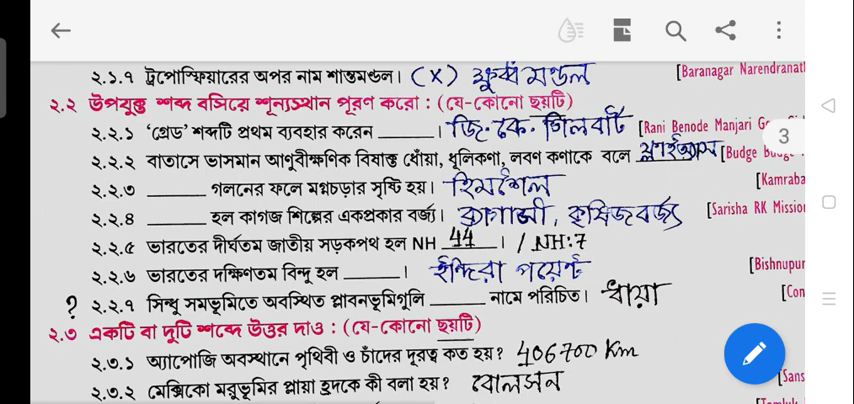 ২.১.৭ ট্রপোস্ফিয়ারের অপর নাম শান্তমণ্ডল। (X) ক্ষুব্ধ মণ্ডল [Baranagar Narendranat
২.২ উপযুক্ত শব্দ বসিয়ে শূন্যস্থান পূরণ করো : (যে-কোনো ছয়টি)
২.২.১ ‘গ্রেড’ শব্দটি প্রথম ব্যবহার করেন ______। জি. কে. গিলবার্ট [Rani Benode Manjari G
২.২.২ বাতাসে ভাসমান আণুবীক্ষণিক বিষাক্ত ধোঁয়া, ধূলিকণা, লবণ কণাকে বলে [Budge
3
২.২.৩ ______ গলনের ফলে মগ্নচড়ার সৃষ্টি হয়। হিমশৈল [Kamraba
২.২.৪ ______ হল কাগজ শিল্পের একপ্রকার বর্জ্য। কৃষিজবর্জ্য [Sarisha RK Missio
২.২.৫ ভারতের দীর্ঘতম জাতীয় সড়কপথ হল NH 44। / NH:7
২.২.৬ ভারতের দক্ষিণতম বিন্দু হল ______। ইন্দিরা পয়েন্ট [Bishnupur
? ২.২.৭ সিন্ধু সমভূমিতে অবস্থিত প্লাবনভূমিগুলি ______ নামে পরিচিত। ধায়া [Con
২.৩ একটি বা দুটি শব্দে উত্তর দাও : (যে-কোনো ছয়টি)
২.৩.১ অ্যাপোজি অবস্থানে পৃথিবী ও চাঁদের দূরত্ব কত হয়? 406700 Km
২.৩.২ মেক্সিকো মরুভূমির প্লায়া হ্রদকে কী বলা হয়? বোলসন [Sans